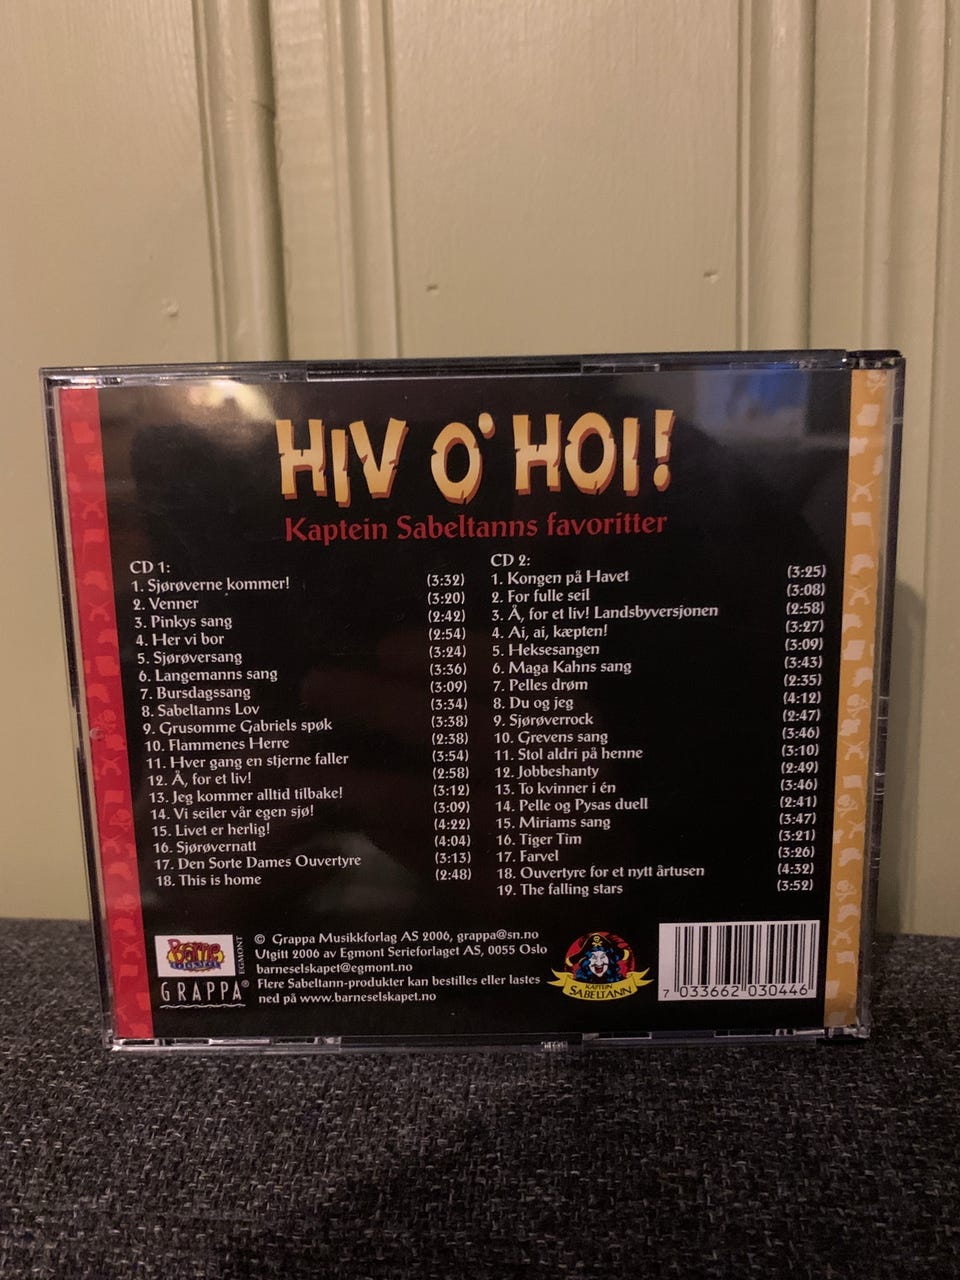 HIV O' HOI!
Kaptein Sabeltanns favoritter
CD 1:
1. Sjørøverne kommer! (3:32)
2. Venner (3:20)
3. Pinkys sang (2:42)
4. Her vi bor (2:54)
5. Sjørøversang (3:24)
6. Langemanns sang (3:36)
7. Bursdagssang (3:09)
8. Sabeltanns Lov (3:34)
9. Grusomme Gabriels spøk (3:38)
10. Flammenes Herre (2:38)
11. Hver gang en stjerne faller (3:54)
12. Å, for et liv! (2:58)
13. Jeg kommer alltid tilbake! (3:12)
14. Vi seiler vår egen sjø! (3:09)
15. Livet er herlig! (4:22)
16. Sjørøvernatt (4:04)
17. Den Sorte Dames Ouvertyre (3:13)
18. This is home (2:48)
CD 2:
1. Kongen på Havet (3:25)
2. For fulle seil (3:08)
3. Å, for et liv! Landsbyversjonen (2:58)
4. Ai, ai, kæpten! (3:27)
5. Heksesangen (3:09)
6. Maga Kahns sang (3:43)
7. Pelles drøm (2:35)
8. Du og jeg (4:12)
9. Sjørøverrock (2:47)
10. Grevens sang (3:46)
11. Stol aldri på henne (3:10)
12. Jobbeshanty (2:49)
13. To kvinner i én (3:46)
14. Pelle og Pysas duell (2:41)
15. Miriams sang (3:47)
16. Tiger Tim (3:21)
17. Farvel (3:26)
18. Ouvertyre for et nytt årtusen (4:32)
19. The falling stars (3:52)
Barne
EGMONT
GRAPPA®
© Grappa Musikkforlag AS 2006, grappa@sn.no
Utgitt 2006 av Egmont Serieforlaget AS, 0055 Oslo
barneselskapet@egmont.no
Flere Sabeltann-produkter kan bestilles eller lastes
ned på www.barneselskapet.no
KAPTEIN
SABELTANN
7 033662 030446